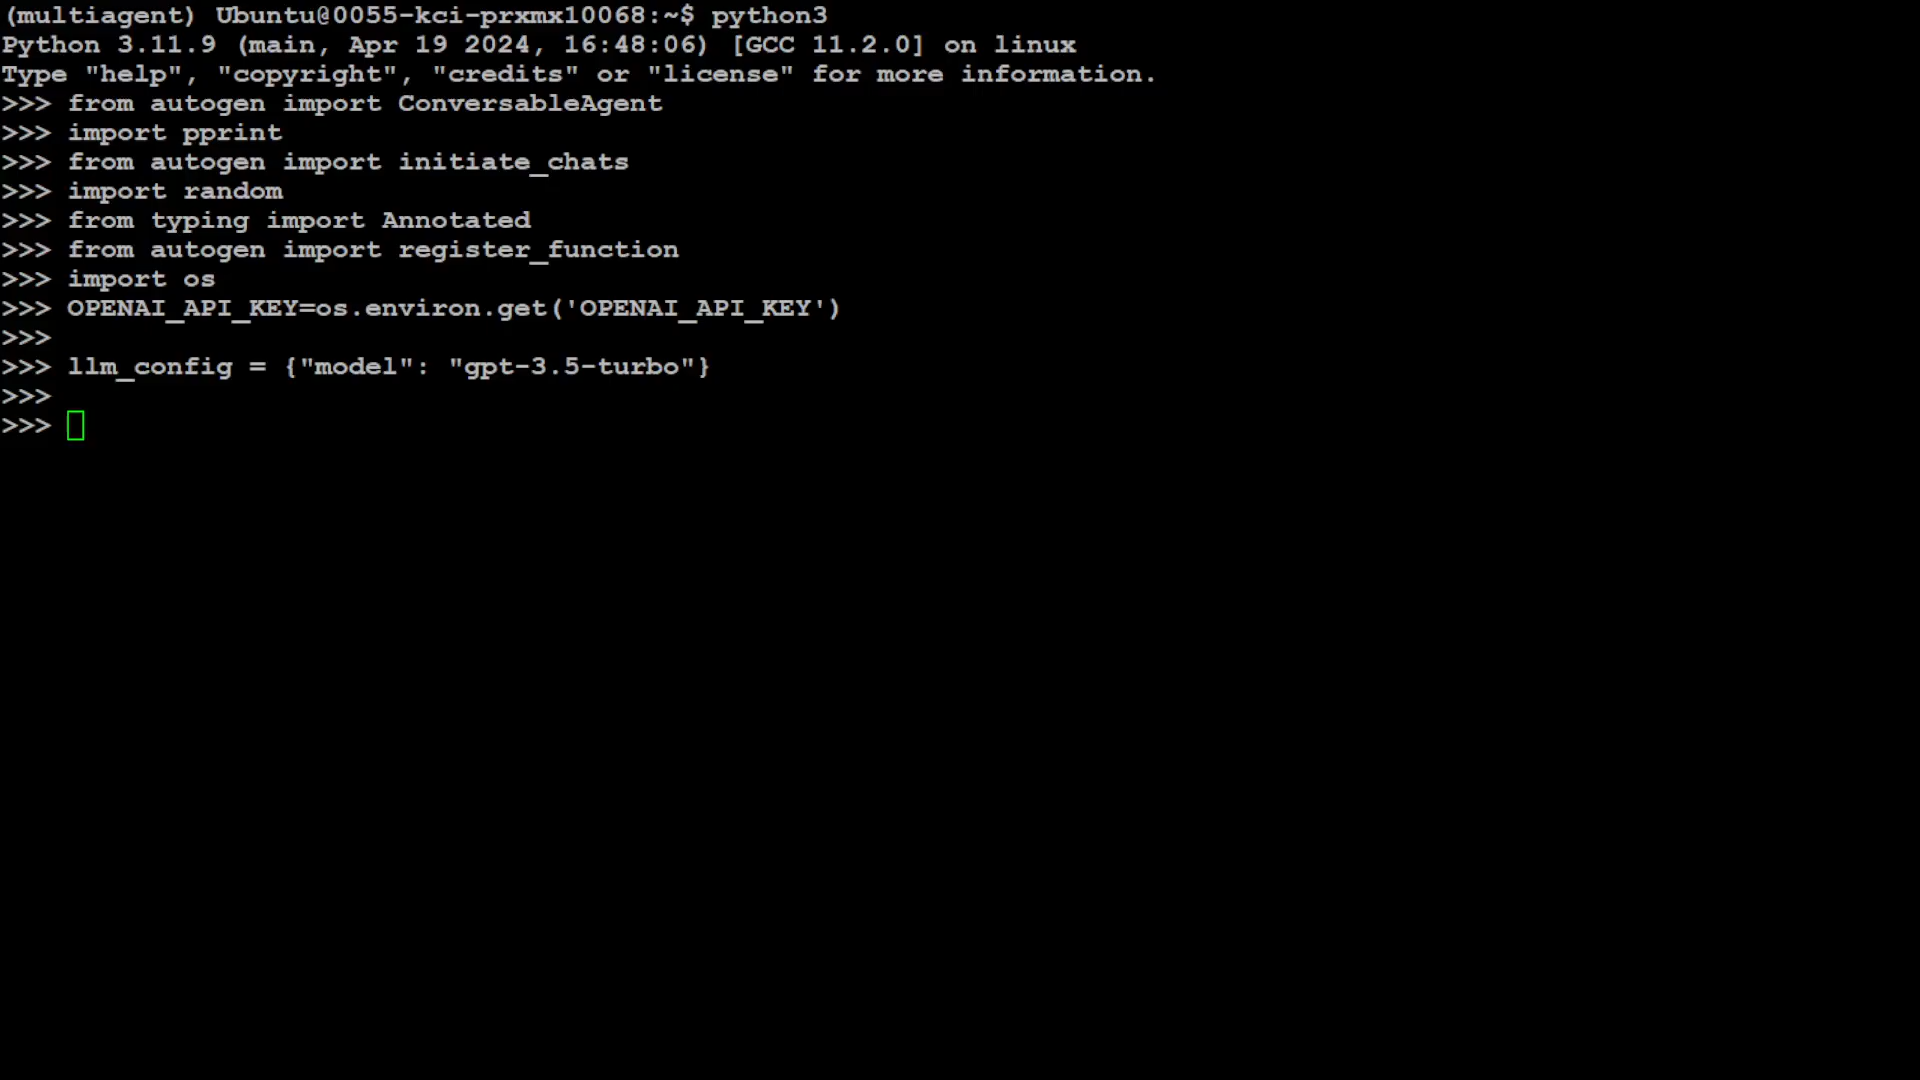 (multiagent) Ubuntu@0055-kci-prxmx10068:~$ python3
Python 3.11.9 (main, Apr 19 2024, 16:48:06) [GCC 11.2.0] on linux
Type "help", "copyright", "credits" or "license" for more information.
>>> from autogen import ConversableAgent
>>> import pprint
>>> from autogen import initiate_chats
>>> import random
>>> from typing import Annotated
>>> from autogen import register_function
>>> import os
>>> OPENAI_API_KEY=os.environ.get('OPENAI_API_KEY')
>>>
>>> llm_config = {"model": "gpt-3.5-turbo"}
>>>
>>>